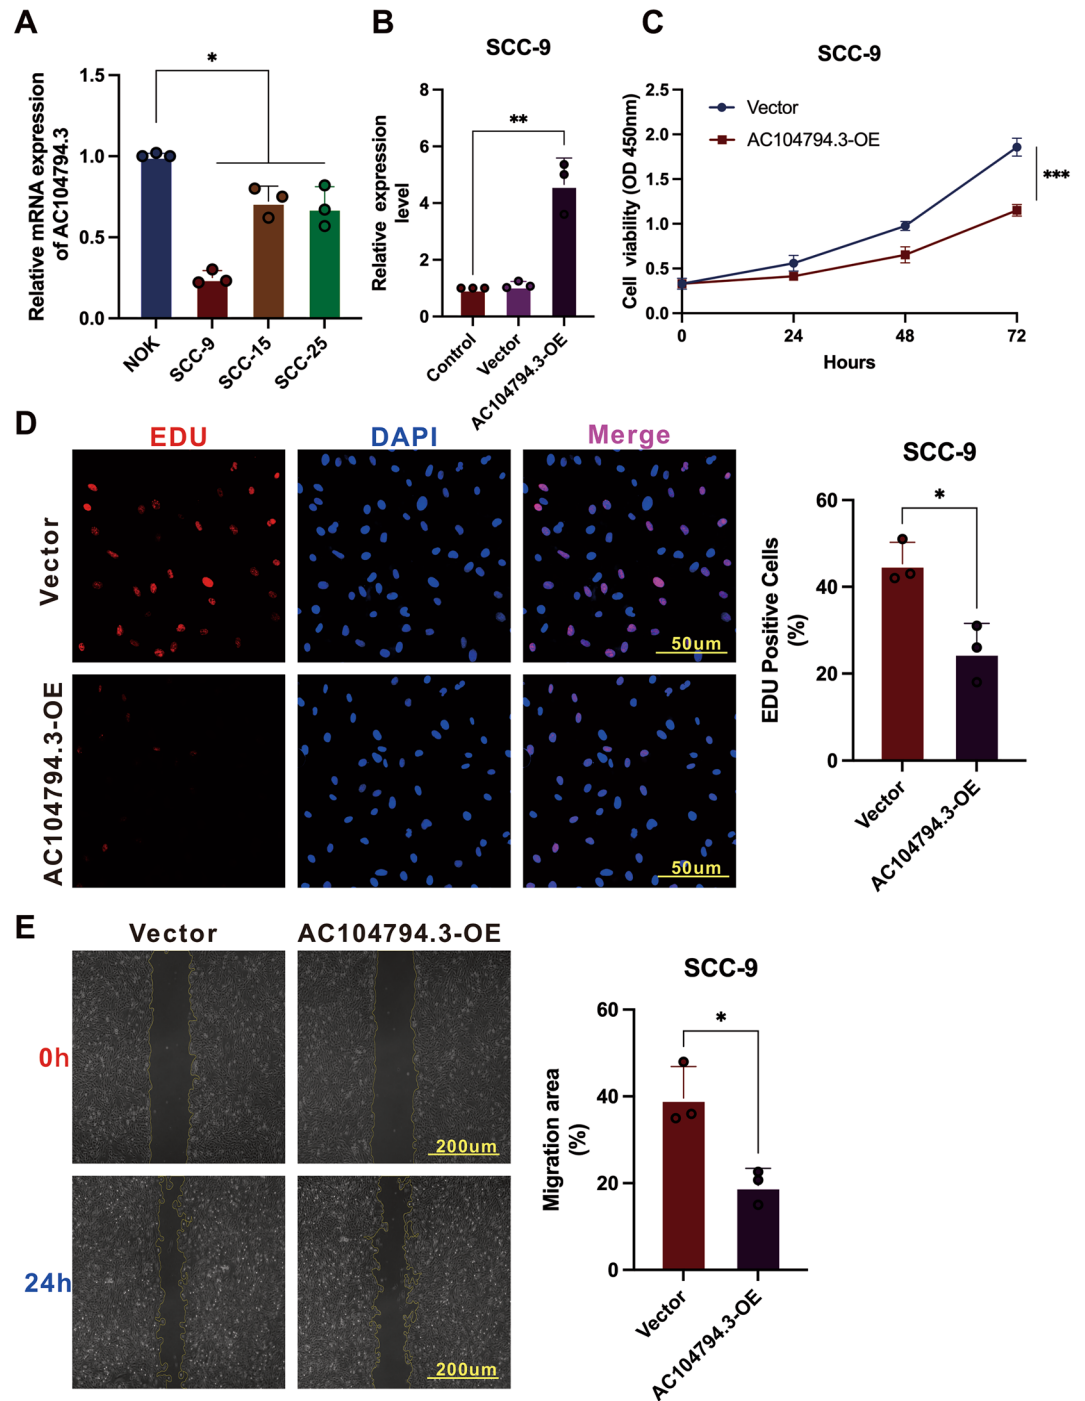 A
Relative mRNA expression
of AC104794.3
1.5
1.0
0.5
0.0
*
NOK
SCC-9
SCC-15
SCC-25
B
SCC-9
Relative expression
level
8
6
4
2
0
**
Control
Vector
AC104794.3-OE
C
SCC-9
Cell viability (OD 450nm)
2.5
2.0
1.5
1.0
0.5
0.0
Vector
AC104794.3-OE
***
0
24
48
72
Hours
D
EDU
DAPI
Merge
Vector
50um
AC104794.3-OE
50um
SCC-9
EDU Positive Cells
(%)
60
40
20
0
*
Vector
AC104794.3-OE
E
Vector
AC104794.3-OE
0h
200um
24h
200um
SCC-9
Migration area
(%)
60
40
20
0
*
Vector
AC104794.3-OE